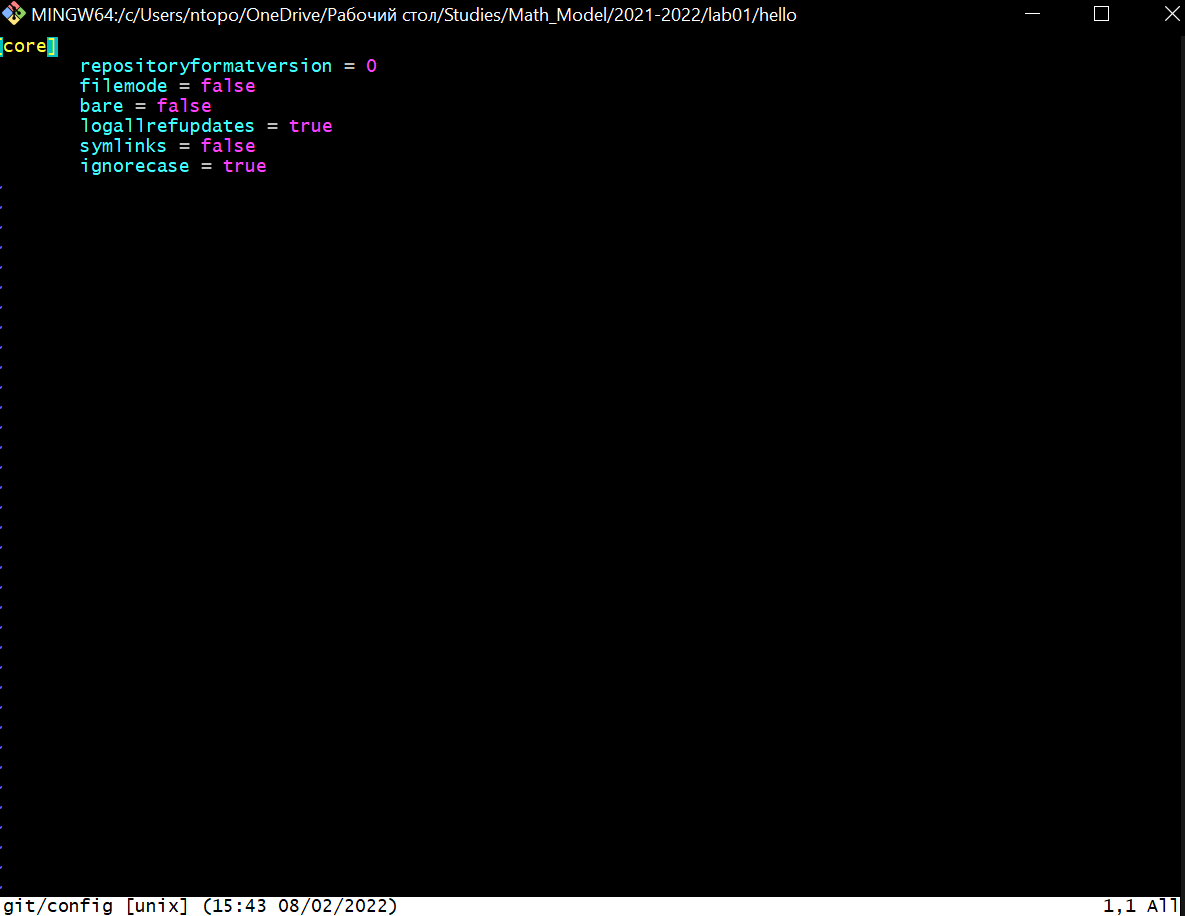 MINGW64:/c/Users/ntopo/OneDrive/Рабочий стол/Studies/Math_Model/2021-2022/lab01/hello
[core]
repositoryformatversion = 0
filemode = false
bare = false
logallrefupdates = true
symlinks = false
ignorecase = true
git/config [unix] (15:43 08/02/2022) 1,1 All